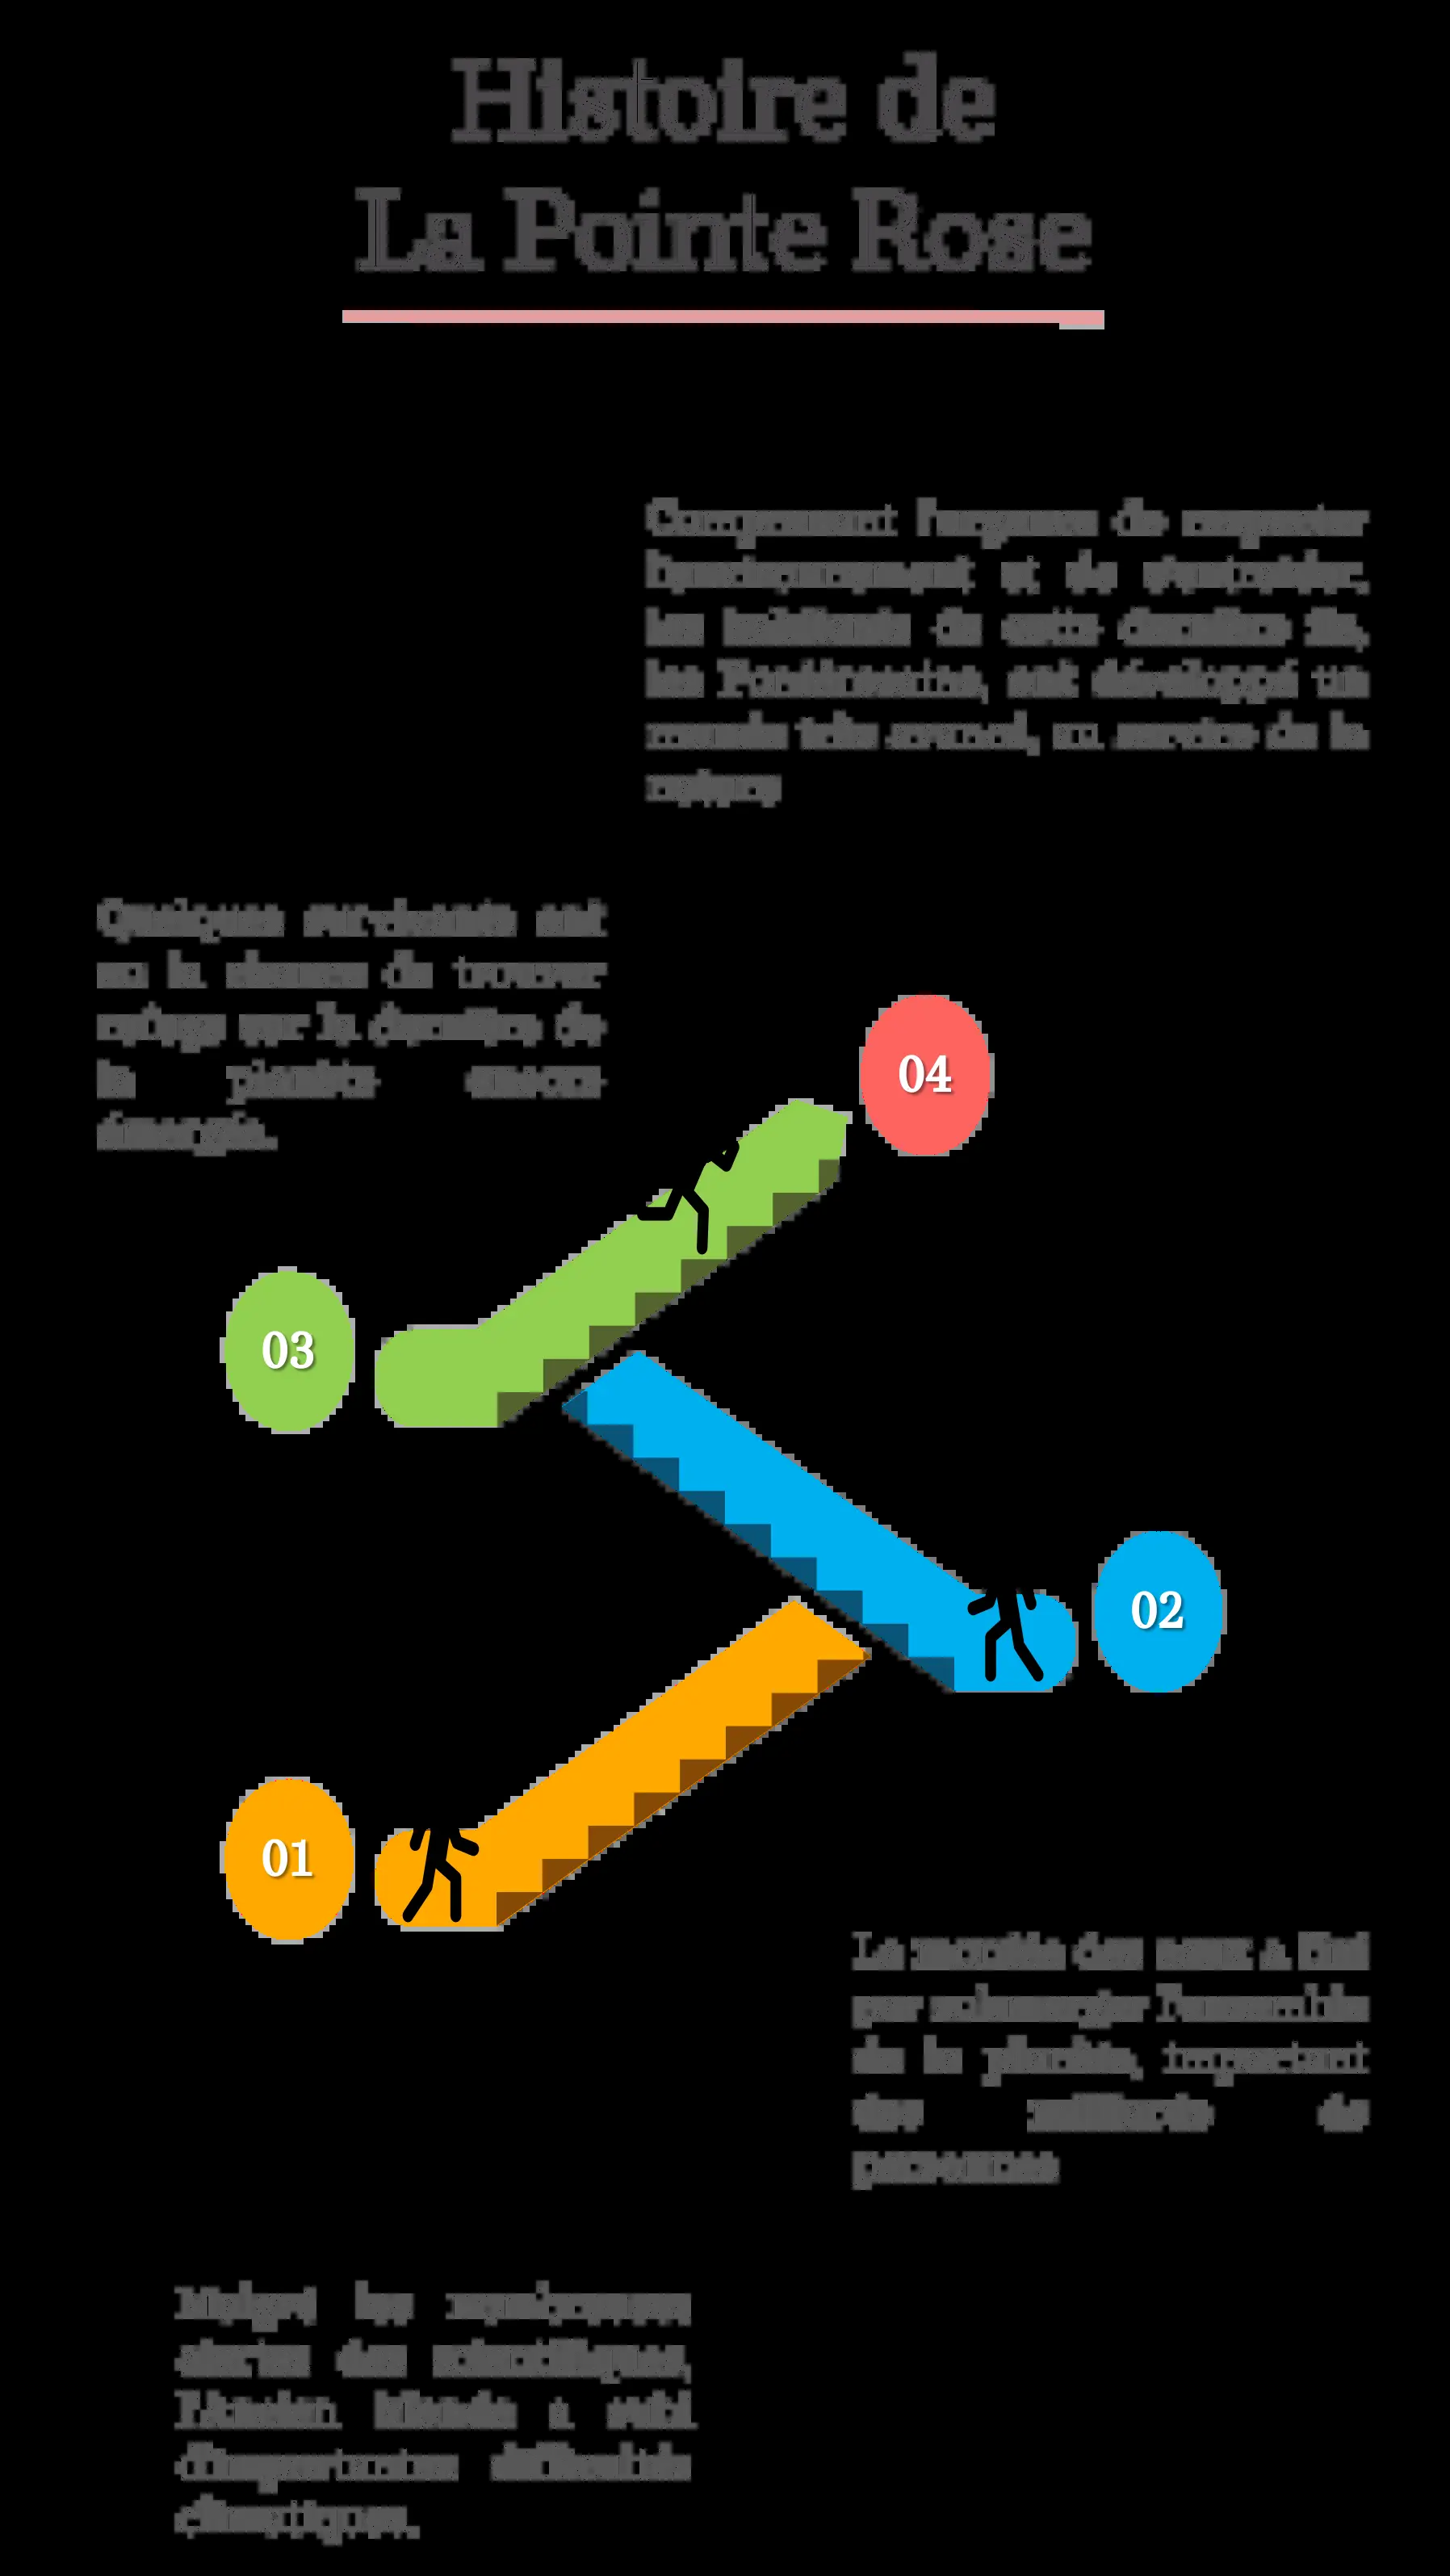 Histoire de
La Pointe Rose
Comprenant l'urgence de respecter
l'environnement et de s'entraider,
les habitants de cette dernière île,
les Pointirosiens, ont développé un
monde très avancé, au service de la
nature
Quelques survivants ont
eu la chance de trouver
refuge sur la dernière île de
la planète encore
émergée.
04
03
02
01
La montée des eaux a fini
par submerger l'ensemble
de la planète, important
des milliards de
personnes
Malgré les nombreuses
alertes des scientifiques,
l'Ancien Monde a subi
d'importantes difficultés
climatiques.